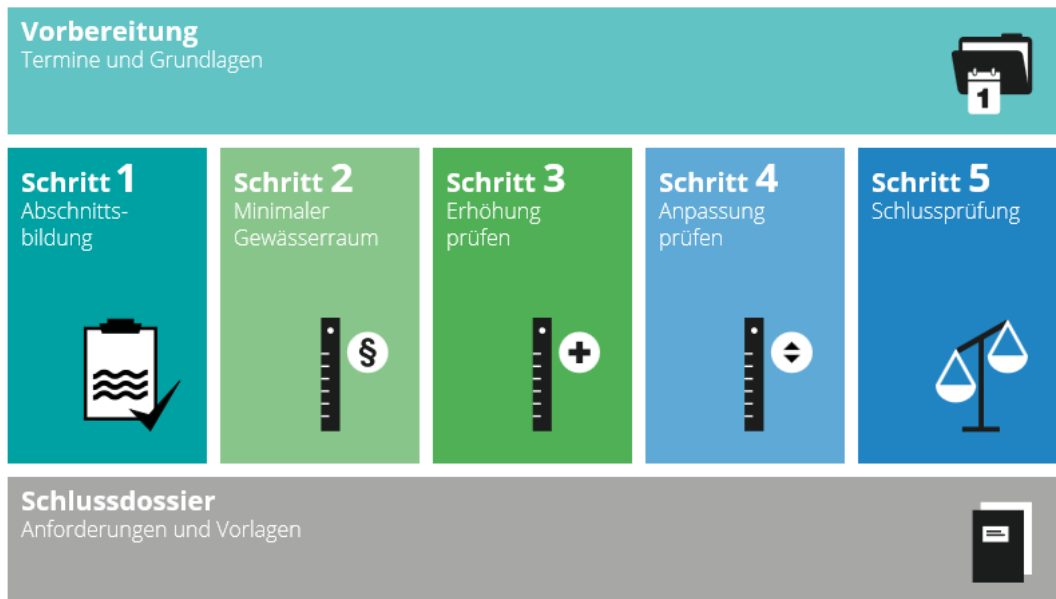 Vorbereitung
Termine und Grundlagen
1
Schritt 1
Abschnitts-
bildung
Schritt 2
Minimaler
Gewässerraum
§
Schritt 3
Erhöhung
prüfen
Schritt 4
Anpassung
prüfen
Schritt 5
Schlussprüfung
Schlussdossier
Anforderungen und Vorlagen